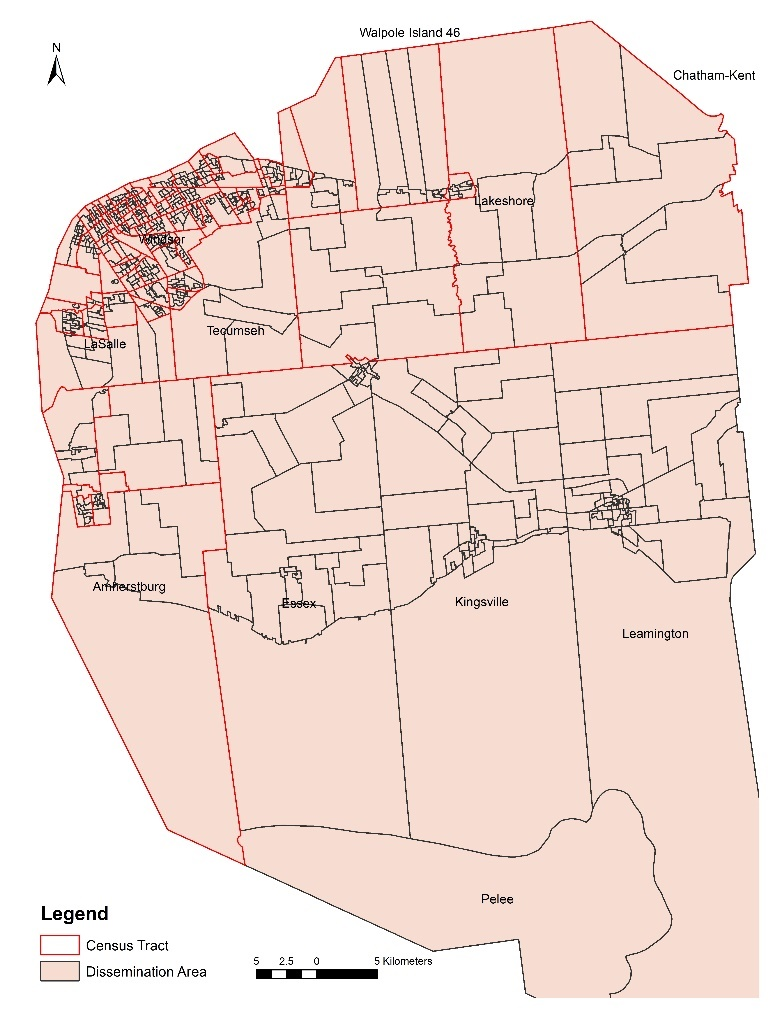 Walpole Island 46
N
Chatham-Kent
Lakeshore
Windsor
Tecumseh
LaSalle
Amherstburg
Essex
Kingsville
Leamington
Pelee
Legend
Census Tract
Dissemination Area
5 2.5 0 5 Kilometers